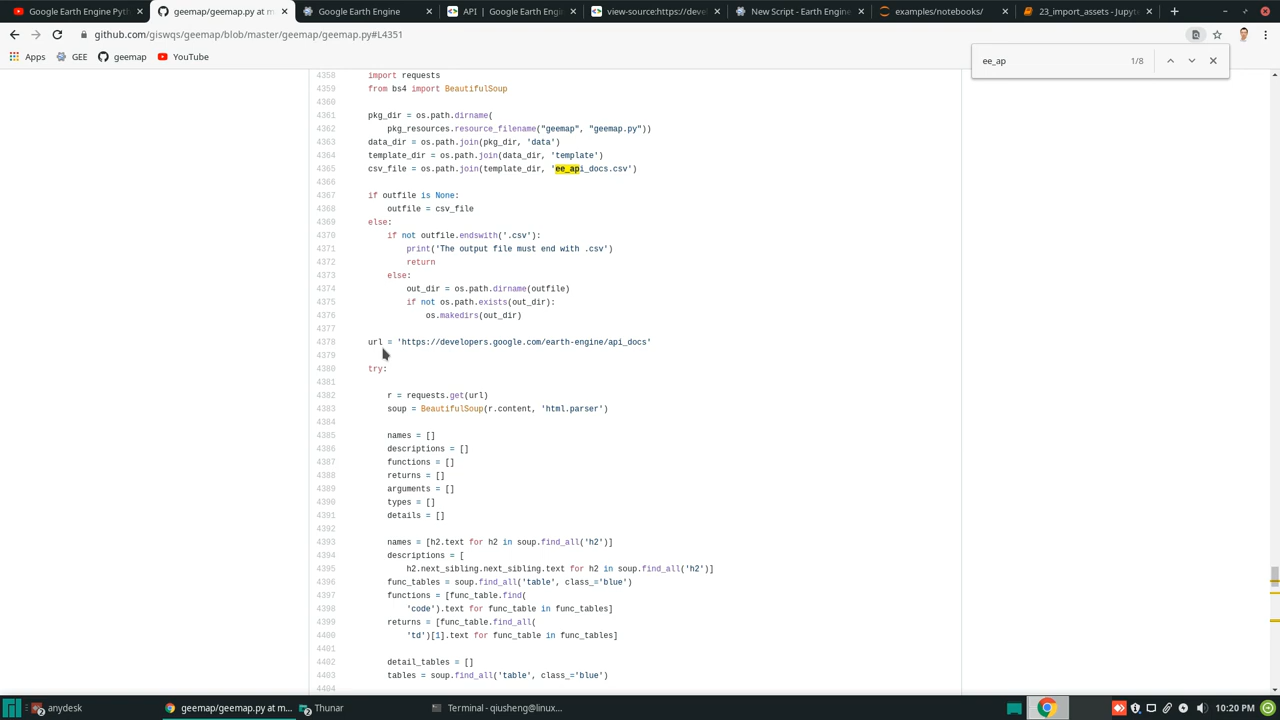 Google Earth Engine Pyth
geemap/geemap.py at m
Google Earth Engine
API | Google Earth Engi
view-source:https://devel
New Script - Earth Engine
examples/notebooks/
23_import_assets - Jupyte
github.com/giswqs/geemap/blob/master/geemap/geemap.py#L4351
Apps GEE geemap YouTube
ee_ap 1/8
4358 import requests
4359 from bs4 import BeautifulSoup
4360
4361 pkg_dir = os.path.dirname(
4362 pkg_resources.resource_filename("geemap", "geemap.py"))
4363 data_dir = os.path.join(pkg_dir, 'data')
4364 template_dir = os.path.join(data_dir, 'template')
4365 csv_file = os.path.join(template_dir, 'ee_api_docs.csv')
4366
4367 if outfile is None:
4368 outfile = csv_file
4369 else:
4370 if not outfile.endswith('.csv'):
4371 print('The output file must end with .csv')
4372 return
4373 else:
4374 out_dir = os.path.dirname(outfile)
4375 if not os.path.exists(out_dir):
4376 os.makedirs(out_dir)
4377
4378 url = 'https://developers.google.com/earth-engine/api_docs'
4379
4380 try:
4381
4382 r = requests.get(url)
4383 soup = BeautifulSoup(r.content, 'html.parser')
4384
4385 names = []
4386 descriptions = []
4387 functions = []
4388 returns = []
4389 arguments = []
4390 types = []
4391 details = []
4392
4393 names = [h2.text for h2 in soup.find_all('h2')]
4394 descriptions = [
4395 h2.next_sibling.next_sibling.text for h2 in soup.find_all('h2')]
4396 func_tables = soup.find_all('table', class_='blue')
4397 functions = [func_table.find(
4398 'code').text for func_table in func_tables]
4399 returns = [func_table.find_all(
4400 'td')[1].text for func_table in func_tables]
4401
4402 detail_tables = []
4403 tables = soup.find_all('table', class_='blue')
4404
anydesk
geemap/geemap.py at m...
2 Thunar
Terminal - qiusheng@linux...
10:20 PM